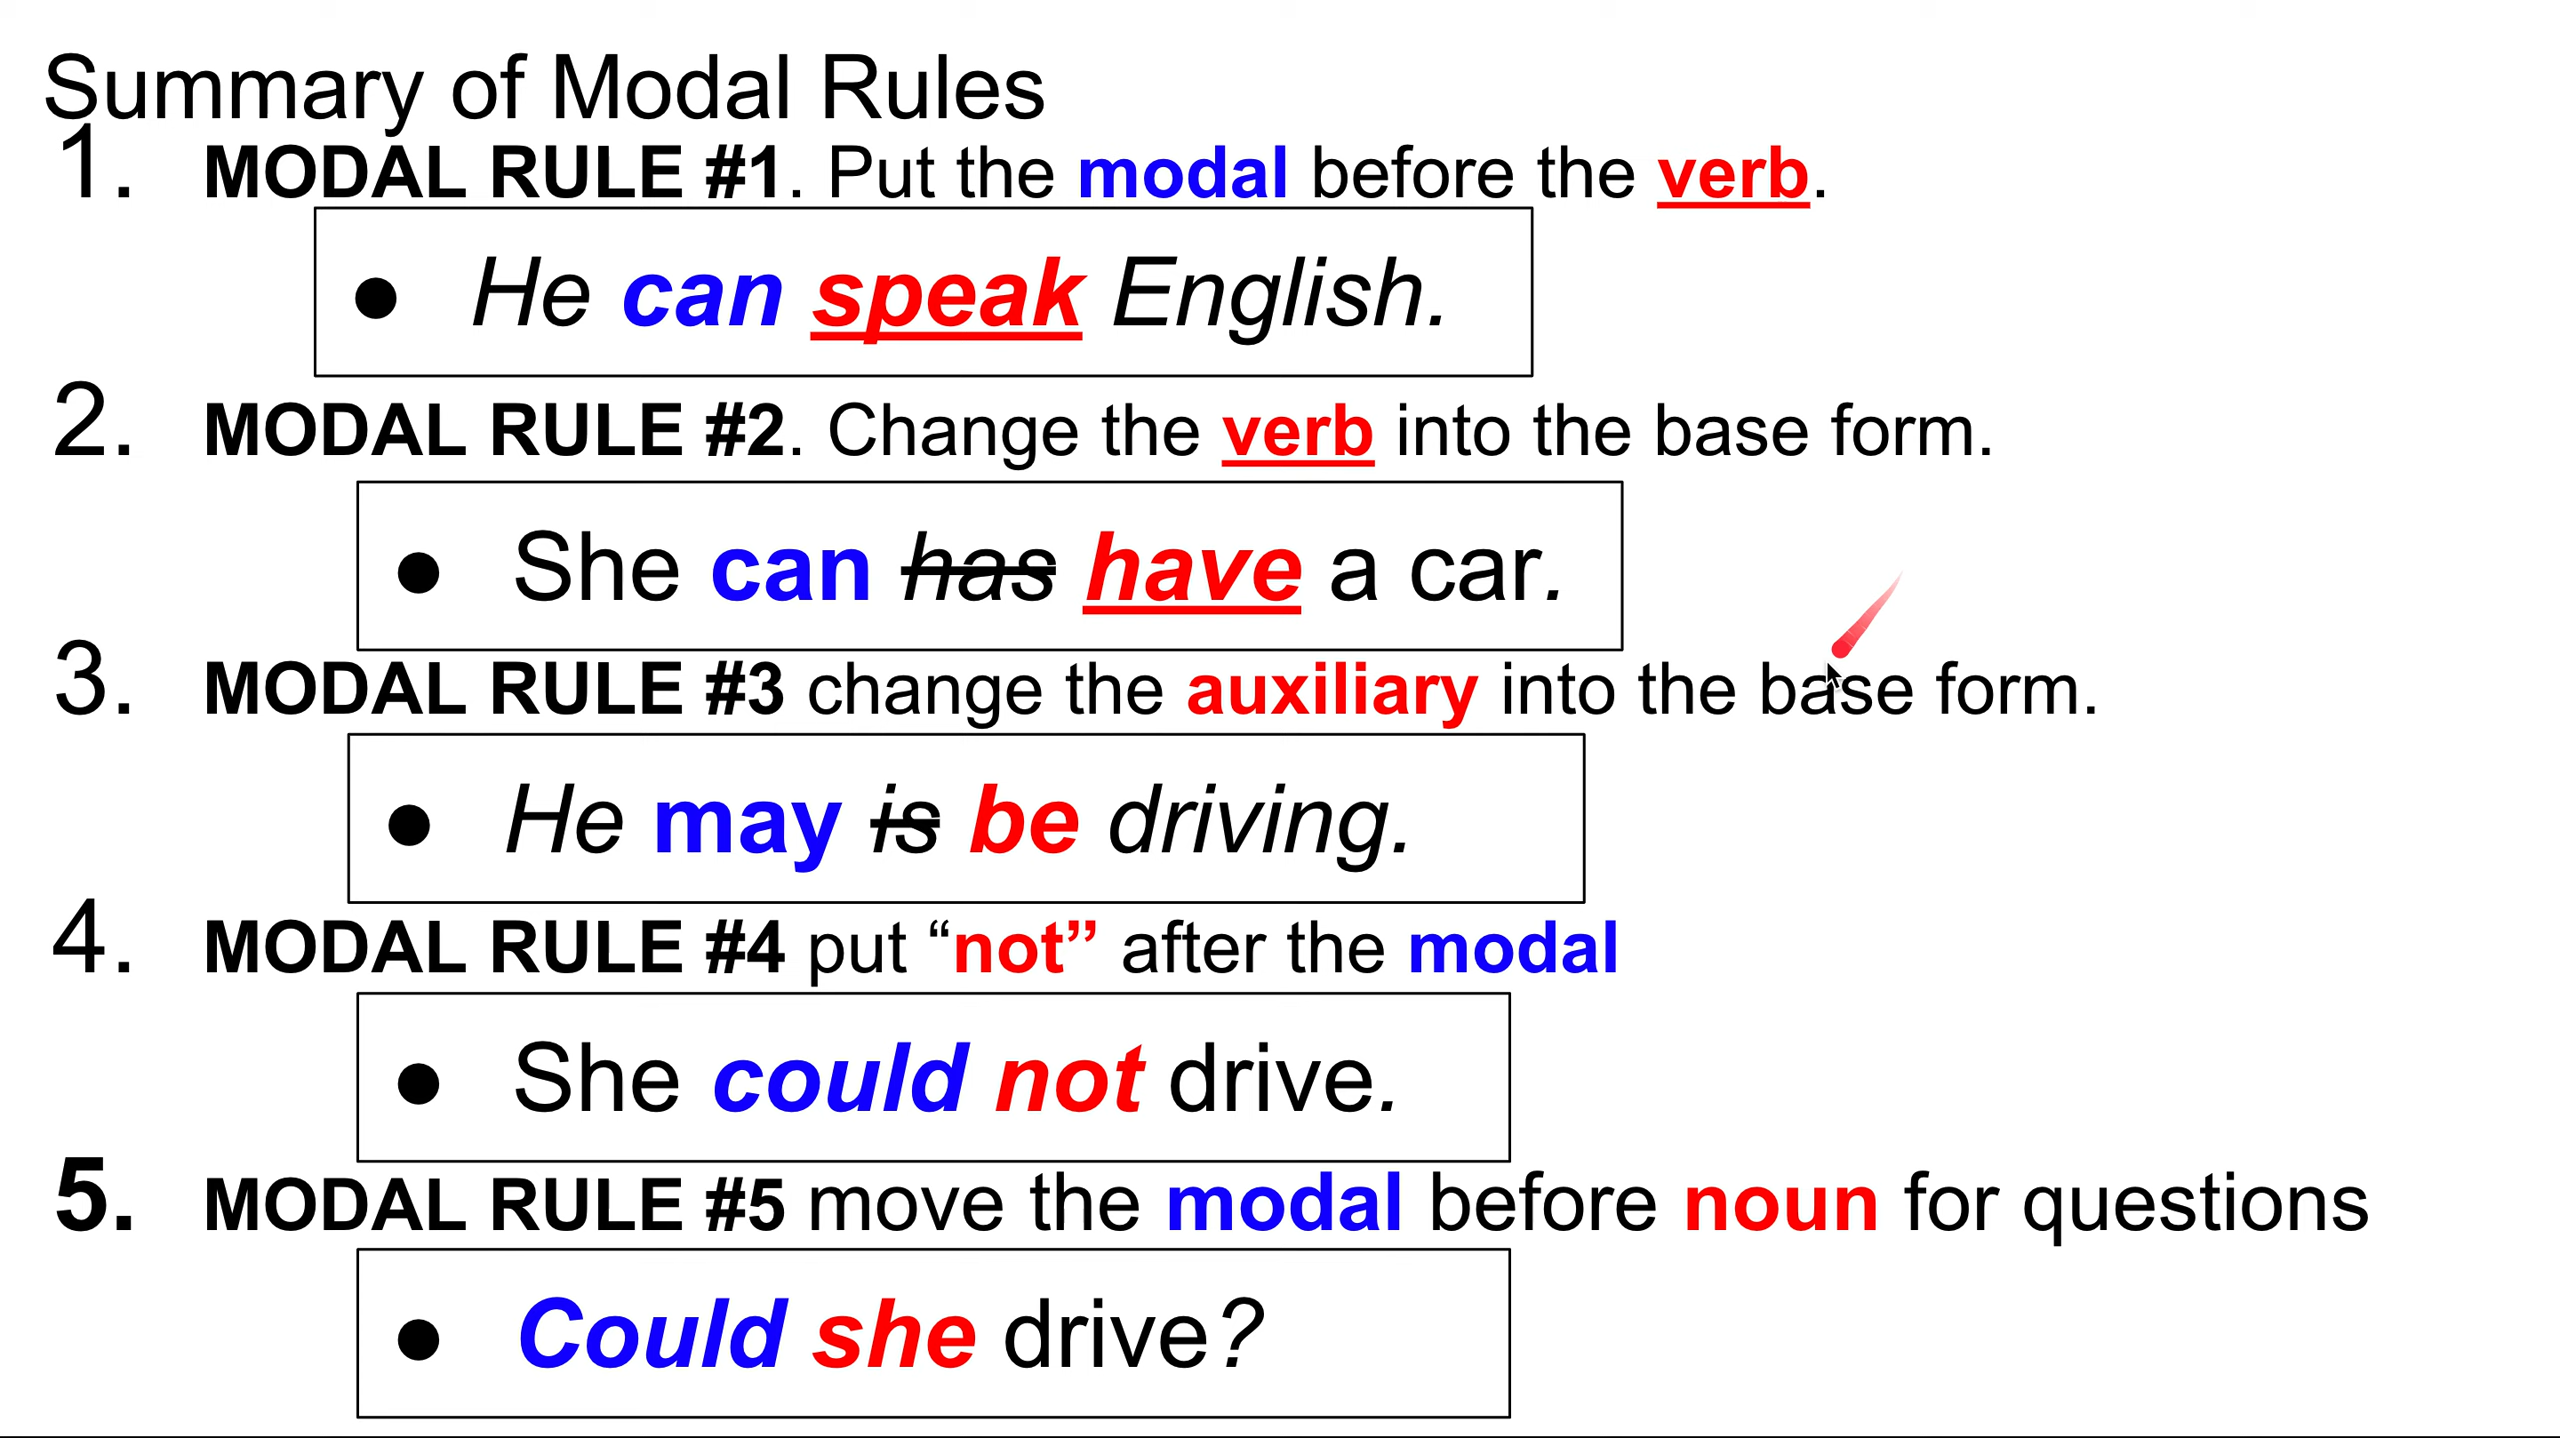 Summary of Modal Rules
1. MODAL RULE #1. Put the modal before the verb.
● He can speak English.
2. MODAL RULE #2. Change the verb into the base form.
● She can has have a car.
3. MODAL RULE #3 change the auxiliary into the base form.
● He may is be driving.
4. MODAL RULE #4 put “not” after the modal
● She could not drive.
5. MODAL RULE #5 move the modal before noun for questions
● Could she drive?